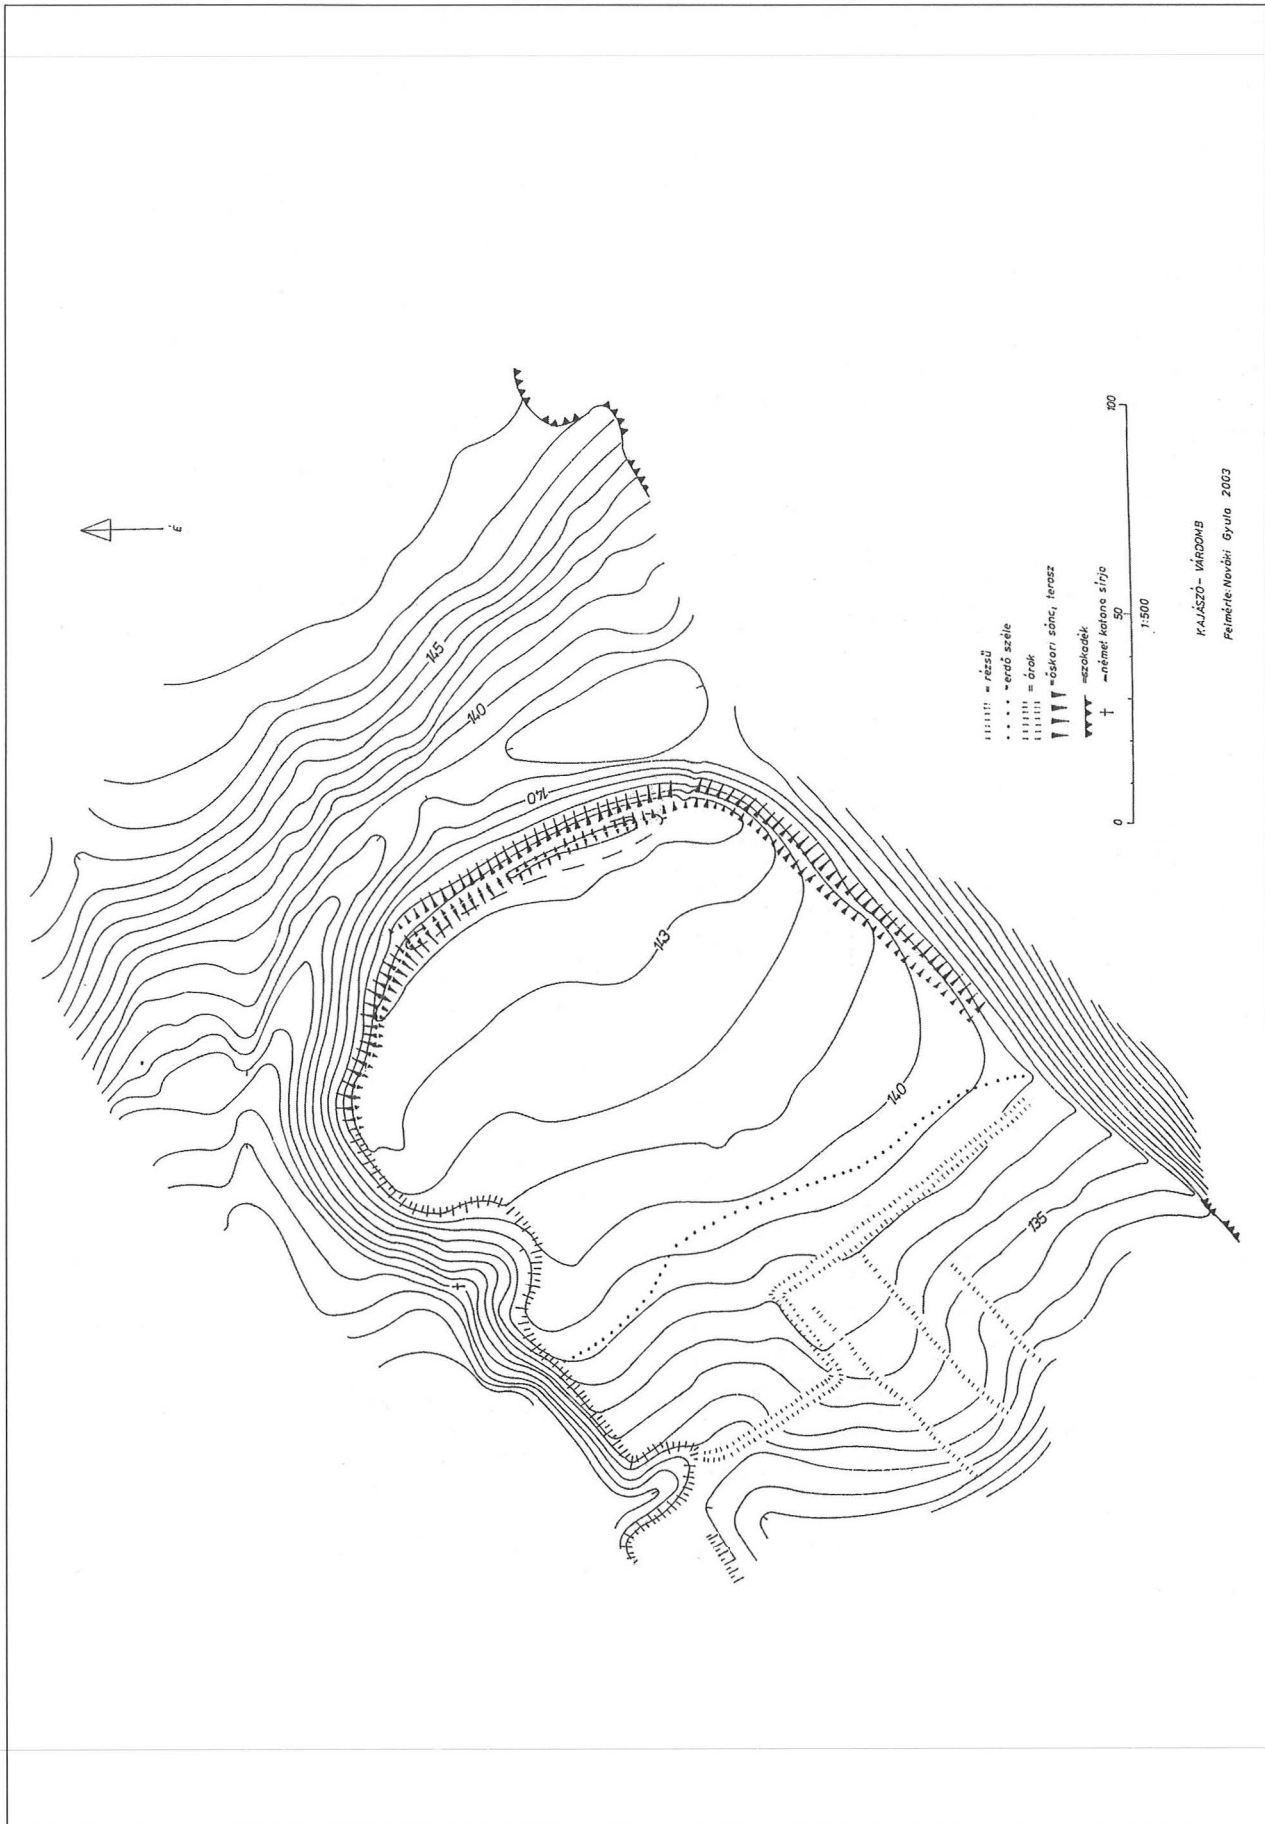 É
145
140
140
143
140
135
= rézsű
= erdő széle
= árok
= őskori sánc, terasz
= szakadék
= német katona sírja
0 50 100
1:500
KAJÁSZÓ - VÁRDOMB
Felmérte: Nováki Gyula 2003